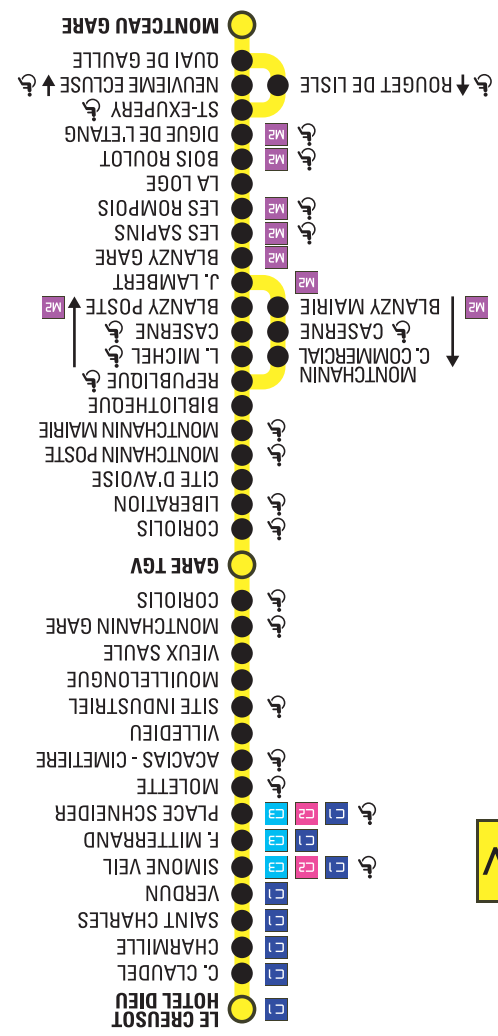 LE CREUSOT
C1 HOTEL DIEU
C1 C. CLAUDEL
C1 CHARMILLE
C1 SAINT CHARLES
C1 VERDUN
C1 C2 C3 SIMONE VEIL
C1 C3 F. MITTERRAND
C1 C2 C3 PLACE SCHNEIDER
MOLETTE
ACACIAS - CIMETIERE
VILLEDIEU
SITE INDUSTRIEL
MOUILLELONGUE
VIEUX SAULE
MONTCHANIN GARE
CORIOLIS
GARE TGV
CORIOLIS
LIBERATION
CITE D'AVOISE
MONTCHANIN POSTE
MONTCHANIN MAIRIE
BIBLIOTHEQUE
REPUBLIQUE
MONTCHANIN
C. COMMERCIAL
L. MICHEL
CASERNE
CASERNE
M2 BLANZY MAIRIE
BLANZY POSTE M2
M2 J. LAMBERT
M2 BLANZY GARE
M2 LES SAPINS
M2 LES ROMPOIS
LA LOGE
M2 BOIS ROULOT
M2 DIGUE DE L'ETANG
ST-EXUPERY
ROUGET DE LISLE
NEUVIEME ECLUSE
QUAI DE GAULLE
MONTCEAU GARE